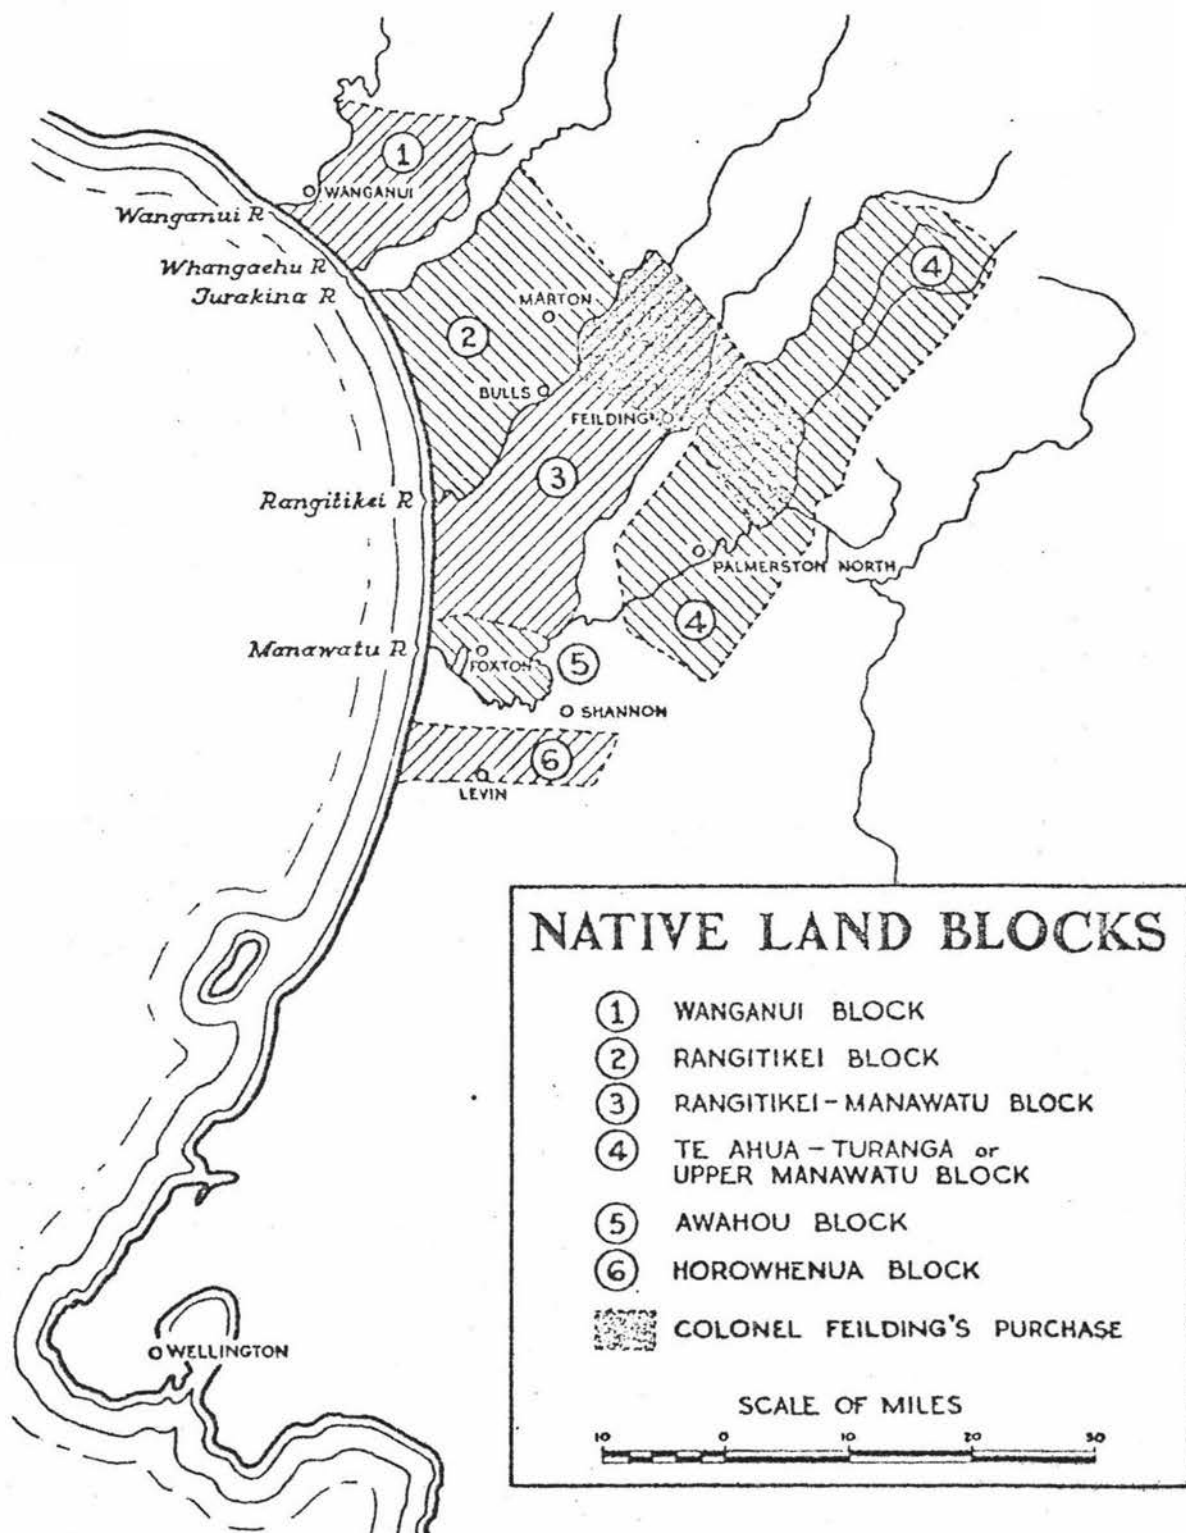 1
WANGANUI
Wanganui R
Whangaehu R
Turakina R
4
MARTON
2
BULLS
FEILDING
3
Rangitikei R
PALMERSTON NORTH
4
Manawatu R
FOXTON
5
SHANNON
6
LEVIN
NATIVE LAND BLOCKS
1 WANGANUI BLOCK
2 RANGITIKEI BLOCK
3 RANGITIKEI-MANAWATU BLOCK
4 TE AHUA-TURANGA or
UPPER MANAWATU BLOCK
5 AWAHOU BLOCK
6 HOROWHENUA BLOCK
COLONEL FEILDING'S PURCHASE
SCALE OF MILES
10 0 10 20 30
WELLINGTON